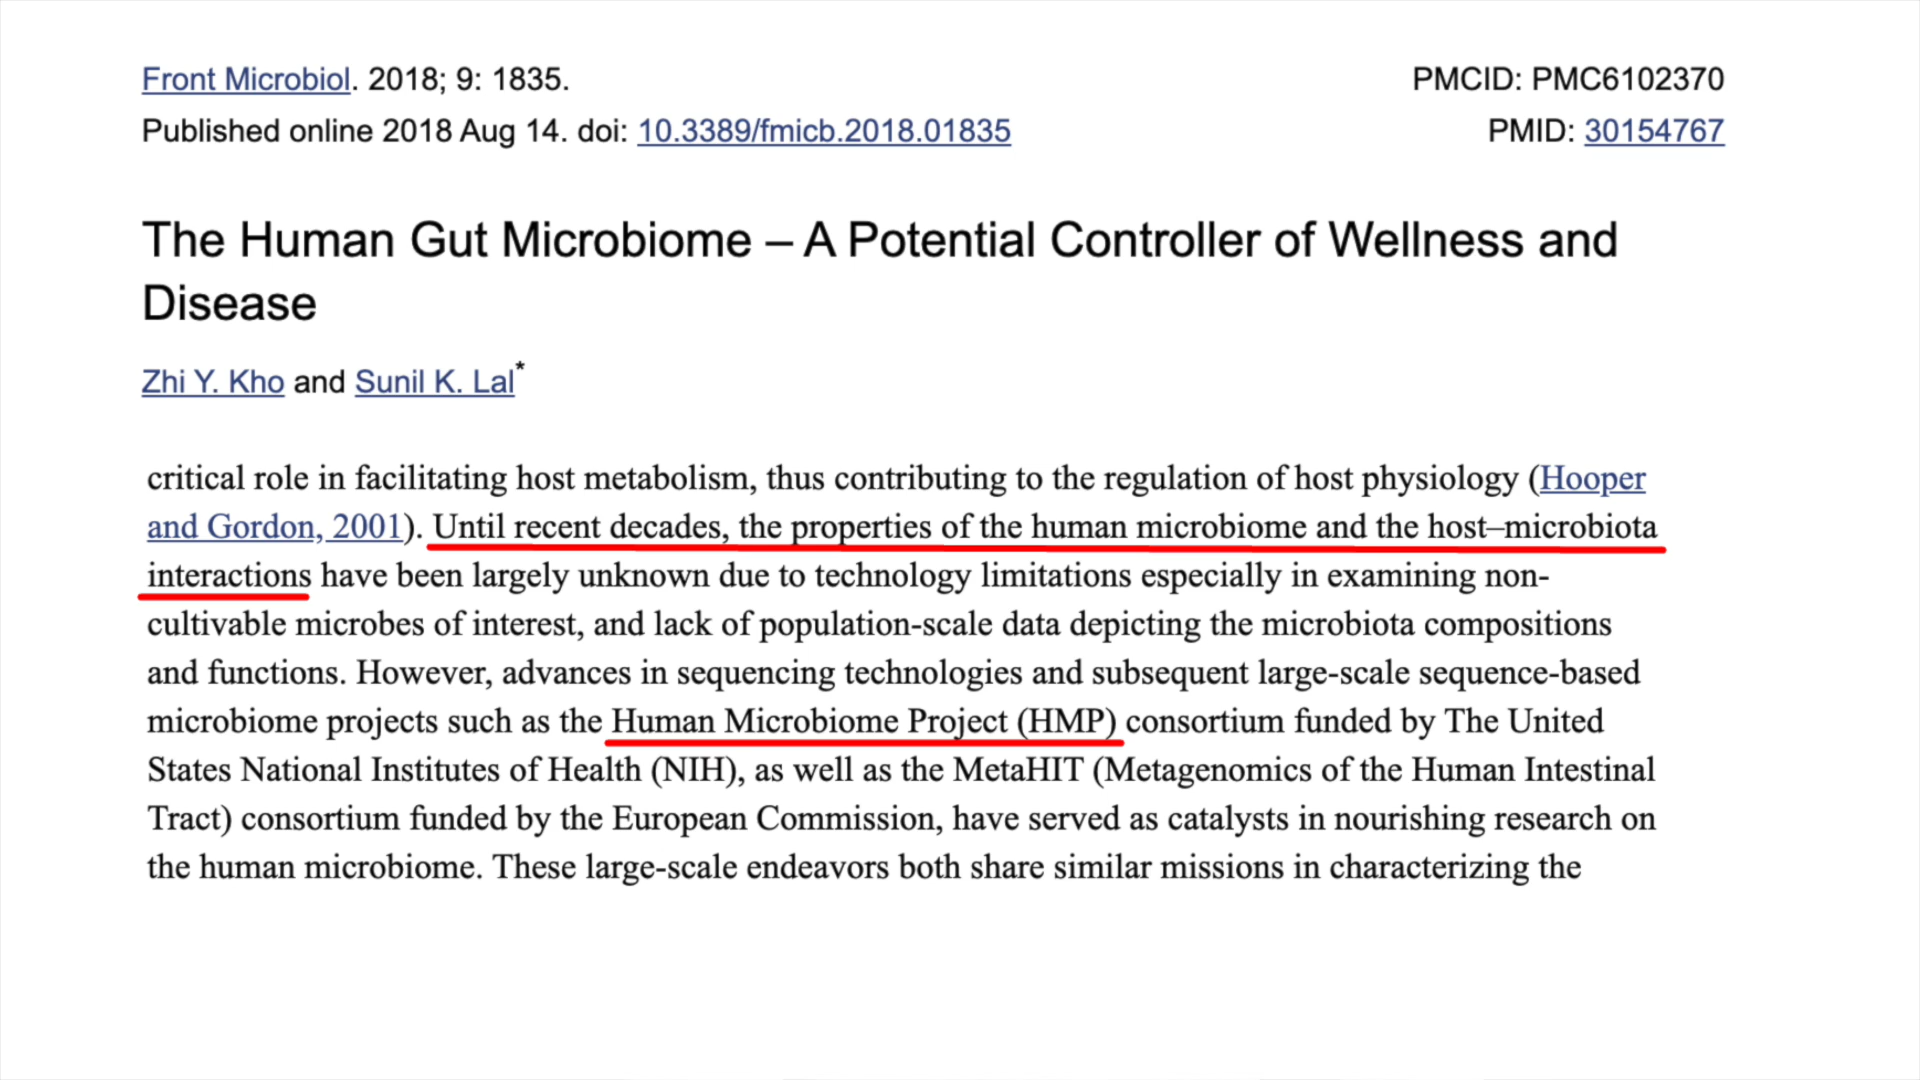 Front Microbiol. 2018; 9: 1835.
PMCID: PMC6102370
Published online 2018 Aug 14. doi: 10.3389/fmicb.2018.01835
PMID: 30154767
The Human Gut Microbiome – A Potential Controller of Wellness and
Disease
Zhi Y. Kho and Sunil K. Lal*
critical role in facilitating host metabolism, thus contributing to the regulation of host physiology (Hooper
and Gordon, 2001). Until recent decades, the properties of the human microbiome and the host–microbiota
interactions have been largely unknown due to technology limitations especially in examining non-
cultivable microbes of interest, and lack of population-scale data depicting the microbiota compositions
and functions. However, advances in sequencing technologies and subsequent large-scale sequence-based
microbiome projects such as the Human Microbiome Project (HMP) consortium funded by The United
States National Institutes of Health (NIH), as well as the MetaHIT (Metagenomics of the Human Intestinal
Tract) consortium funded by the European Commission, have served as catalysts in nourishing research on
the human microbiome. These large-scale endeavors both share similar missions in characterizing the